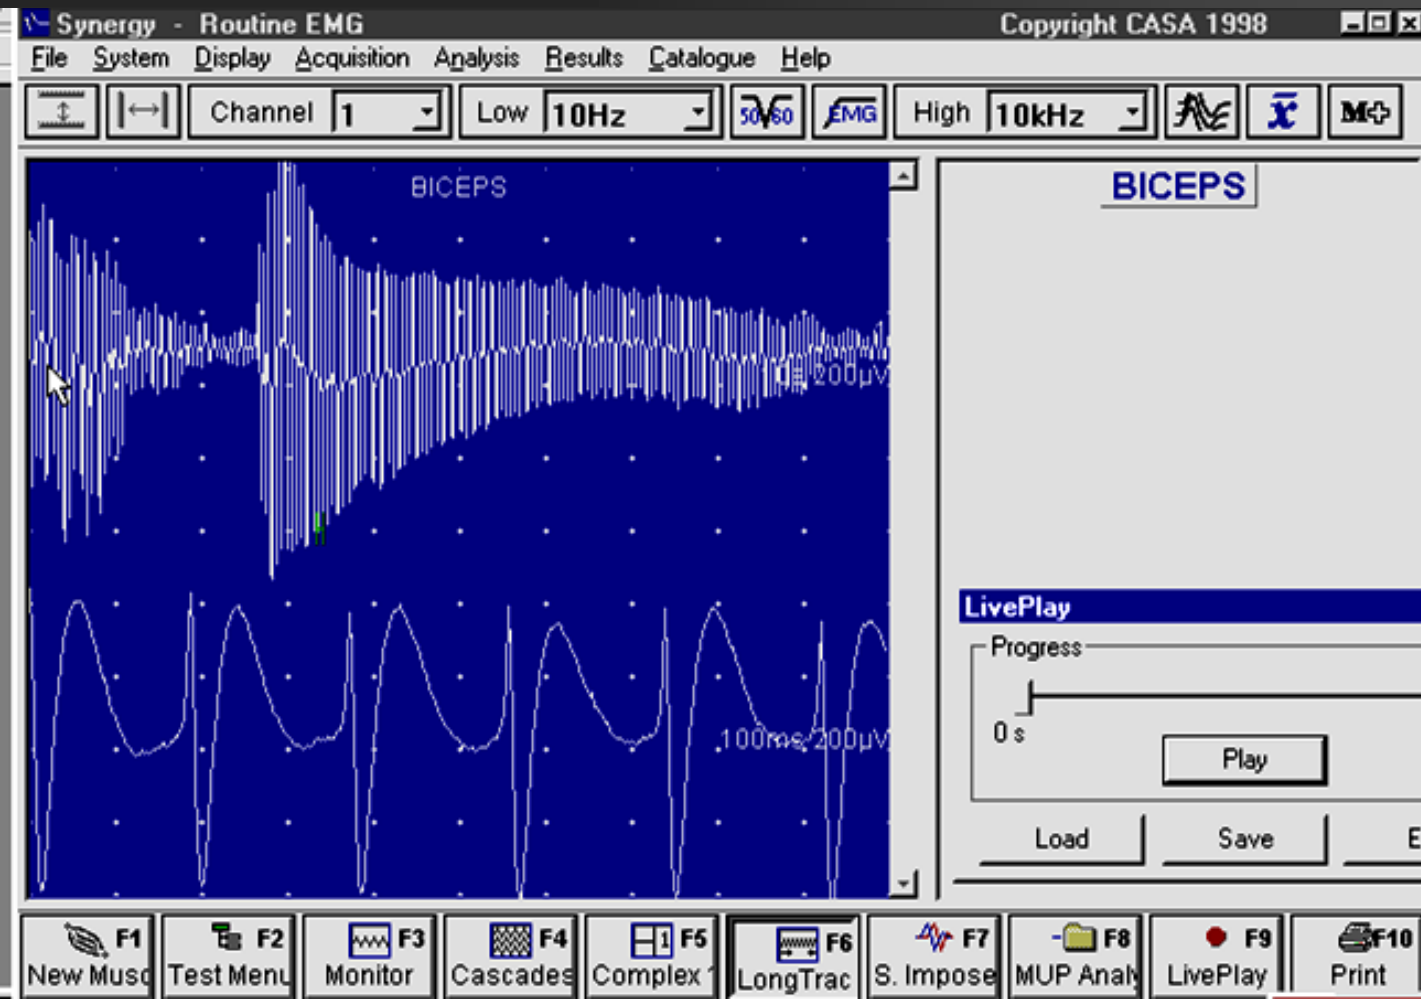 Synergy - Routine EMG Copyright CASA 1998
File System Display Acquisition Analysis Results Catalogue Help
Channel 1 Low 10Hz 50 60 EMG High 10kHz x M
BICEPS
BICEPS
200µV
LivePlay
Progress
0 s
100ms 200µV
Play
Load Save E
F1 F2 F3 F4 F5 F6 F7 F8 F9 F10
New Musc Test Menu Monitor Cascades Complex LongTrac S. Impose MUP Analy LivePlay Print